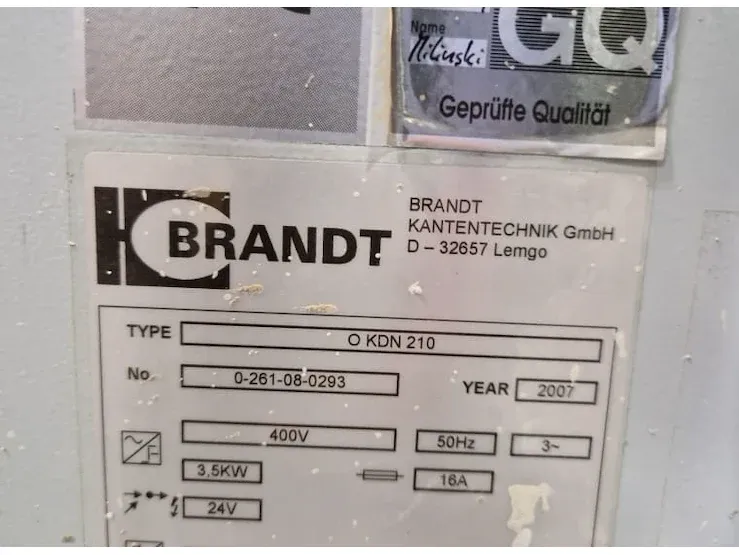 Name
Milinski
GQ
Geprüfte Qualität
BRANDT
BRANDT
KANTENTECHNIK GmbH
D – 32657 Lemgo
TYPE O KDN 210
No. 0-261-08-0293 YEAR 2007
400V 50Hz 3~
3,5KW 16A
24V